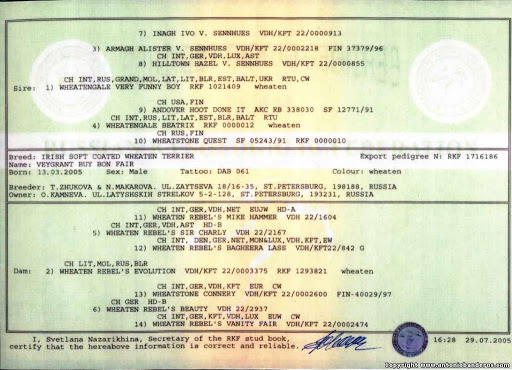 7) INAGH IVO V. SENNHUES VDH/KFT 22/0000913
3) ARMAGH ALISTER V. SENNHUES VDH/KFT 22/0002218 FIN 37379/96
CH INT,GER,VDH,LUX,AST
8) HILLTOWN HAZEL V. SENNHUES VDH/KFT 22/0000855
CH INT,RUS,GRAND,MOL,LAT,LIT,BLR,EST,BALT,UKR RTU,CW
Sire: 1) WHEATENGALE VERY FUNNY BOY RKF 1021409 wheaten
CH USA,FIN
9) ANDOVER HOOT DONE IT AKC RB 338030 SF 12771/91
CH INT,RUS,LIT,LAT,EST,BLR,BALT RTU
4) WHEATENGALE BEATRIX RKF 0000012 wheaten
CH RUS,FIN
10) WHEATSTONE QUEST SF 05243/91 RKF 0000010
Breed: IRISH SOFT COATED WHEATEN TERRIER Export pedigree N: RKF 1716186
Name: VEYGRANT BUY BON FAIR
Born: 13.03.2005 Sex: Male Tattoo: DAB 061 Colour: wheaten
Breeder: T.ZHUKOVA & N.MAKAROVA. UL.ZAYTSEVA 18/16-35, ST.PETERSBURG, 198188, RUSSIA
Owner: O.KAMNEVA. UL.LATYSHSKIH STRELKOV 5-2-128, ST.PETERSBURG, 193231, RUSSIA
CH INT,GER,VDH,NET EUJW HD-A
11) WHEATEN REBEL'S MIKE HAMMER VDH 22/1604
CH INT,GER,VDH,AST HD-B
5) WHEATEN REBEL'S SIR CHARLY VDH 22/2167
CH INT, DEN,GER,NET,MON&LUX,VDH,KFT,EW
12) WHEATEN REBEL'S BAGHEERA LASS VDH/KFT22/842 G
CH LIT,MOL,RUS,BLR
Dam: 2) WHEATEN REBEL'S EVOLUTION VDH/KFT 22/0003375 RKF 1293821 wheaten
CH INT,GER,VDH,KFT EUR CW
13) WHEATSTONE CONNERY VDH/KFT 22/0002600 FIN-40029/97
CH GER HD-B
6) WHEATEN REBEL'S BEAUTY VDH 22/2937
CH INT,GER,KFT,VDH,LUX EUW CW
14) WHEATEN REBEL'S VANITY FAIR VDH/KFT 22/0002474
I, Svetlana Nazarikhina, Secretary of the RKF stud book,
certify that the hereabove information is correct and reliable.
16:28 29.07.2005
Copyright www.antoniobanderos.com